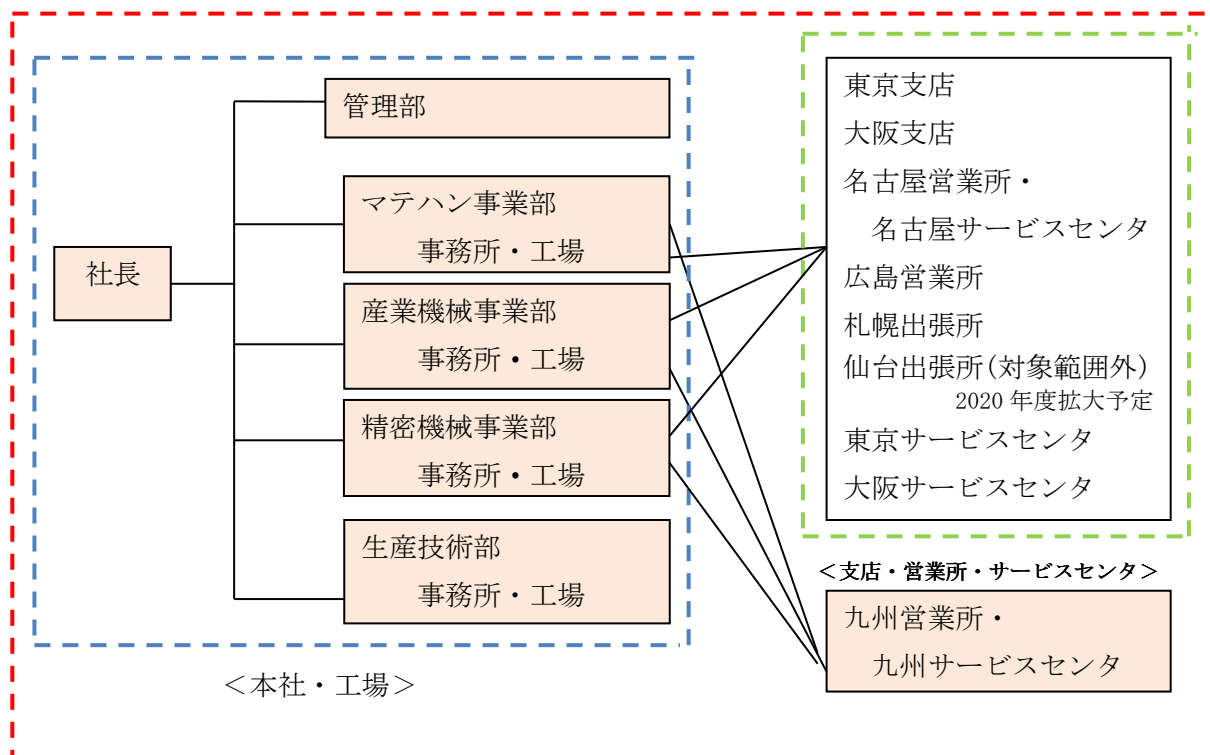 社長
管理部
マテハン事業部
事務所・工場
産業機械事業部
事務所・工場
精密機械事業部
事務所・工場
生産技術部
事務所・工場
<本社・工場>
東京支店
大阪支店
名古屋営業所・
名古屋サービスセンタ
広島営業所
札幌出張所
仙台出張所(対象範囲外)
2020 年度拡大予定
東京サービスセンタ
大阪サービスセンタ
<支店・営業所・サービスセンタ>
九州営業所・
九州サービスセンタ